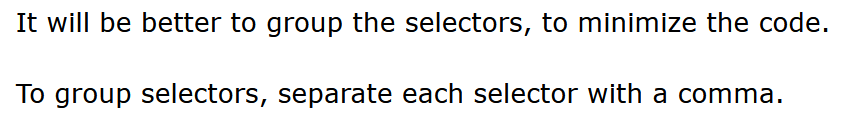 It will be better to group the selectors, to minimize the code.
To group selectors, separate each selector with a comma.